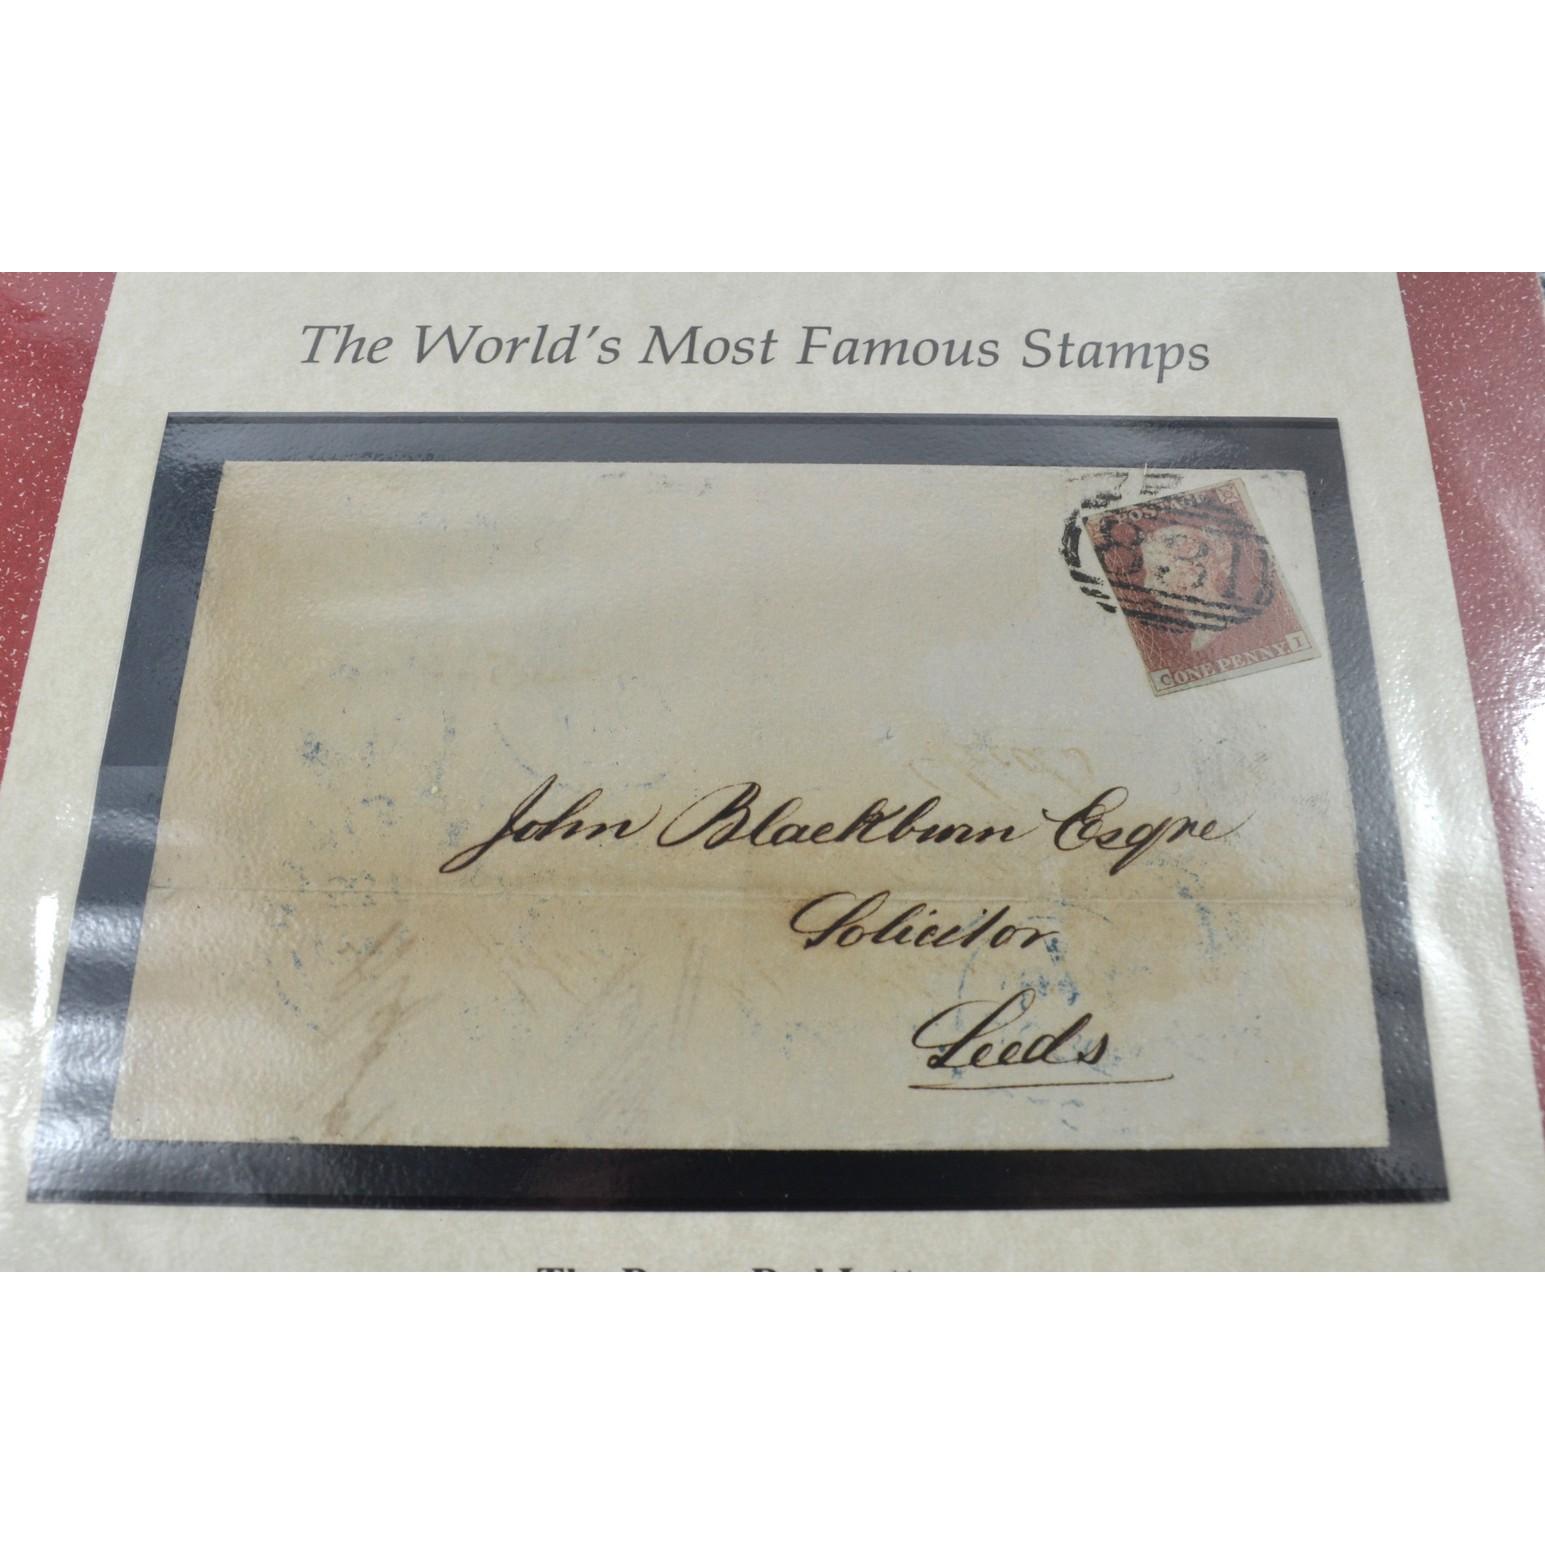 The World's Most Famous Stamps
POSTAGE
ONE PENNY
C I
John Blackburn Esqre
Solicitor
Leeds